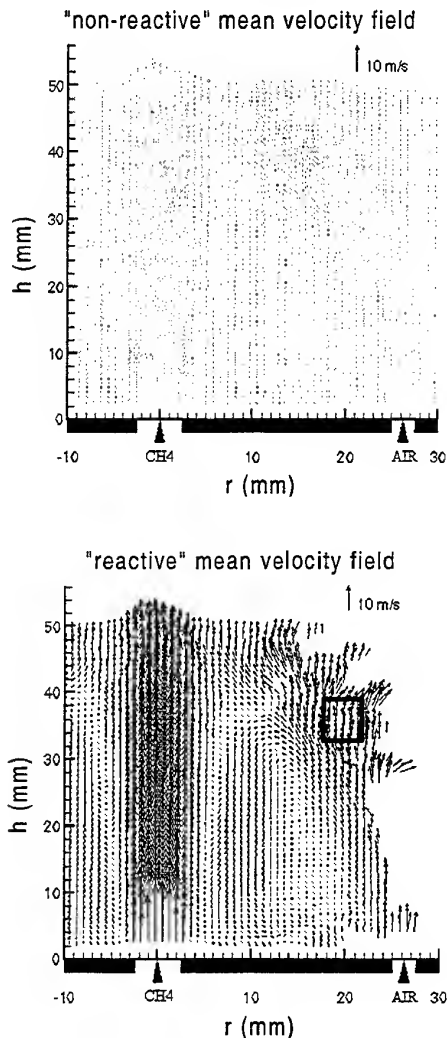 "non-reactive" mean velocity field
10 m/s
50
40
30
20
10
0
h (mm)
-10 0 10 20 30
CH4 AIR
r (mm)
"reactive" mean velocity field
10 m/s
50
40
30
20
10
0
h (mm)
-10 0 10 20 30
CH4 AIR
r (mm)